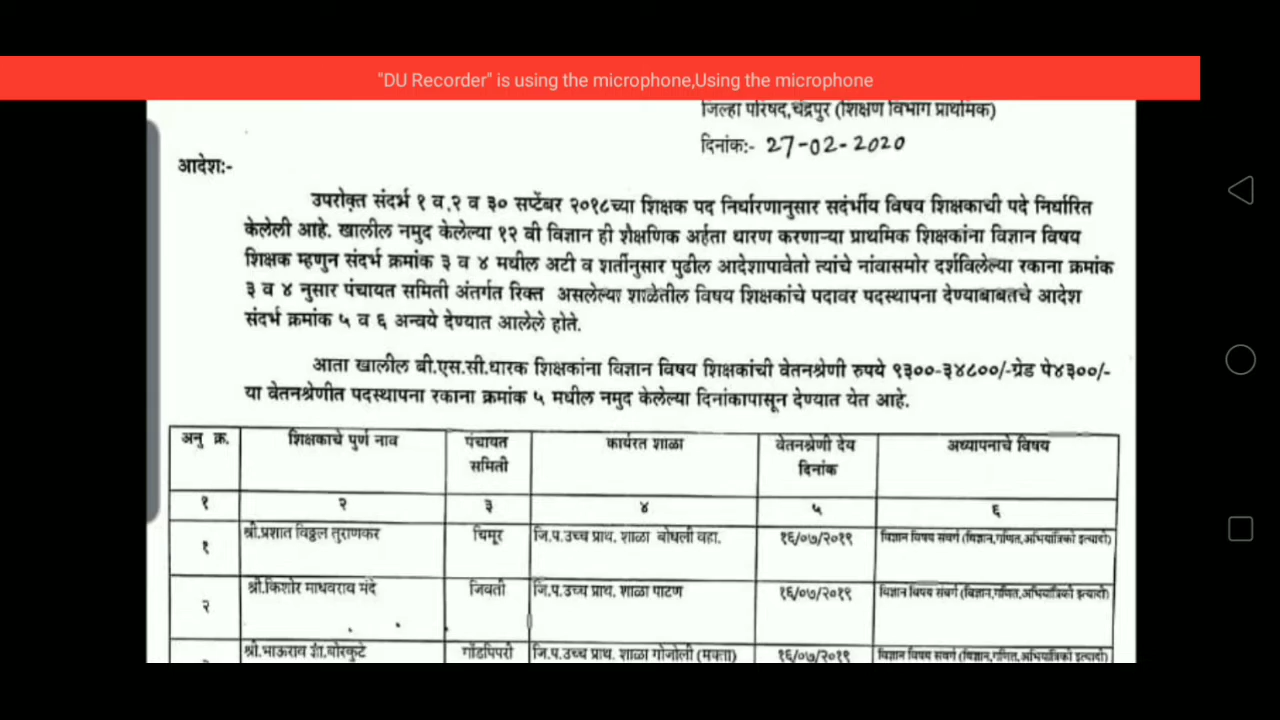 "DU Recorder" is using the microphone,Using the microphone
जिल्हा परिषद,चंद्रपुर (शिक्षण विभाग प्राथमिक)
दिनांक:- 27-02-2020
आदेश:-
उपरोक्त संदर्भ १ व,२ व ३० सप्टेंबर २०१८च्या शिक्षक पद निर्धारणानुसार सदंर्भीय विषय शिक्षकाची पदे निर्धारित
केलेली आहे. खालील नमुद केलेल्या १२ वी विज्ञान ही शैक्षणिक अर्हता धारण करणाऱ्या प्राथमिक शिक्षकांना विज्ञान विषय
शिक्षक म्हणुन संदर्भ क्रमांक ३ व ४ मधील अटी व शर्तीनुसार पुढील आदेशापावेतो त्यांचे नांवासमोर दर्शविलेल्या रकाना क्रमांक
३ व ४ नुसार पंचायत समिती अंतर्गत रिक्त असलेल्या शाळेतील विषय शिक्षकांचे पदावर पदस्थापना देण्याबाबतचे आदेश
संदर्भ क्रमांक ५ व ६ अन्वये देण्यात आलेले होते.
आता खालील बी.एस.सी.धारक शिक्षकांना विज्ञान विषय शिक्षकांची वेतनश्रेणी रुपये ९३००-३४८००/-ग्रेड पे४३००/-
या वेतनश्रेणीत पदस्थापना रकाना क्रमांक ५ मधील नमुद केलेल्या दिनांकापासून देण्यात येत आहे.
अनु क्र. शिक्षकाचे पुर्ण नाव पंचायत समिती कार्यरत शाळा वेतनश्रेणी देय दिनांक अध्यापनाचे विषय
१ २ ३ ४ ५ ६
१ श्री.प्रशात विठ्ठल तुराणकर चिमूर जि.प.उच्च प्राथ. शाळा बोथली वहा. १६/०७/२०१९ विज्ञान विषय संवर्ग (विज्ञान,गणित,अभियांत्रिकी इत्यादी)
२ श्री.किशोर माधवराव मंदे जिवती जि.प.उच्च प्राथ. शाळा पाटण १६/०७/२०१९ विज्ञान विषय संवर्ग (विज्ञान,गणित,अभियांत्रिकी इत्यादी)
श्री.भाऊराव शं.बोरकुटे गोंडपिपरी जि.प.उच्च प्राथ. शाळा गोजोली (मक्ता) १६/०७/२०१९ विज्ञान विषय संवर्ग (विज्ञान,गणित,अभियांत्रिकी इत्यादी)